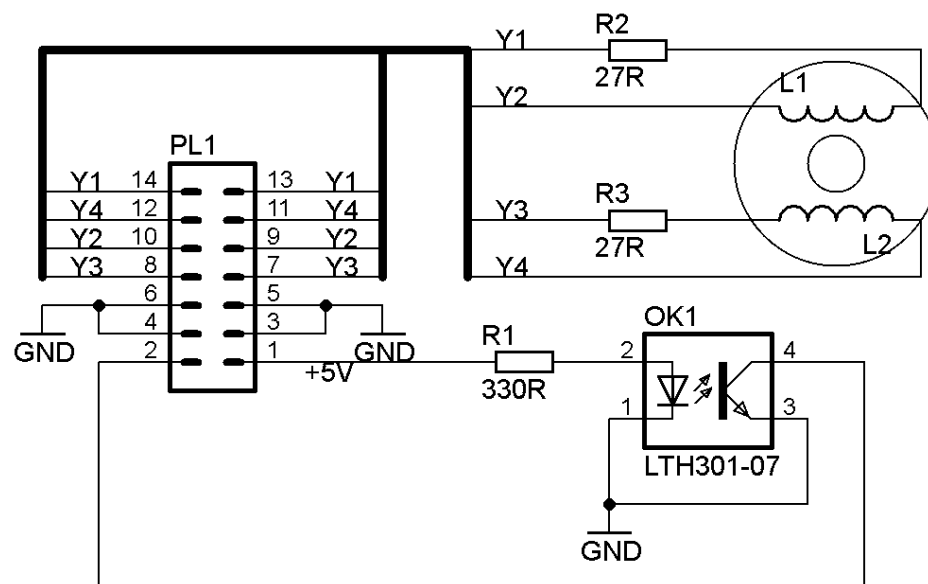 Y1
R2
27R
Y2
L1
PL1
Y1 14 13 Y1
Y4 12 11 Y4
Y2 10 9 Y2
Y3 8 7 Y3
6 5
4 3
2 1
GND
GND
+5V
Y3
R3
27R
L2
Y4
R1
330R
OK1
2 4
1 3
LTH301-07
GND